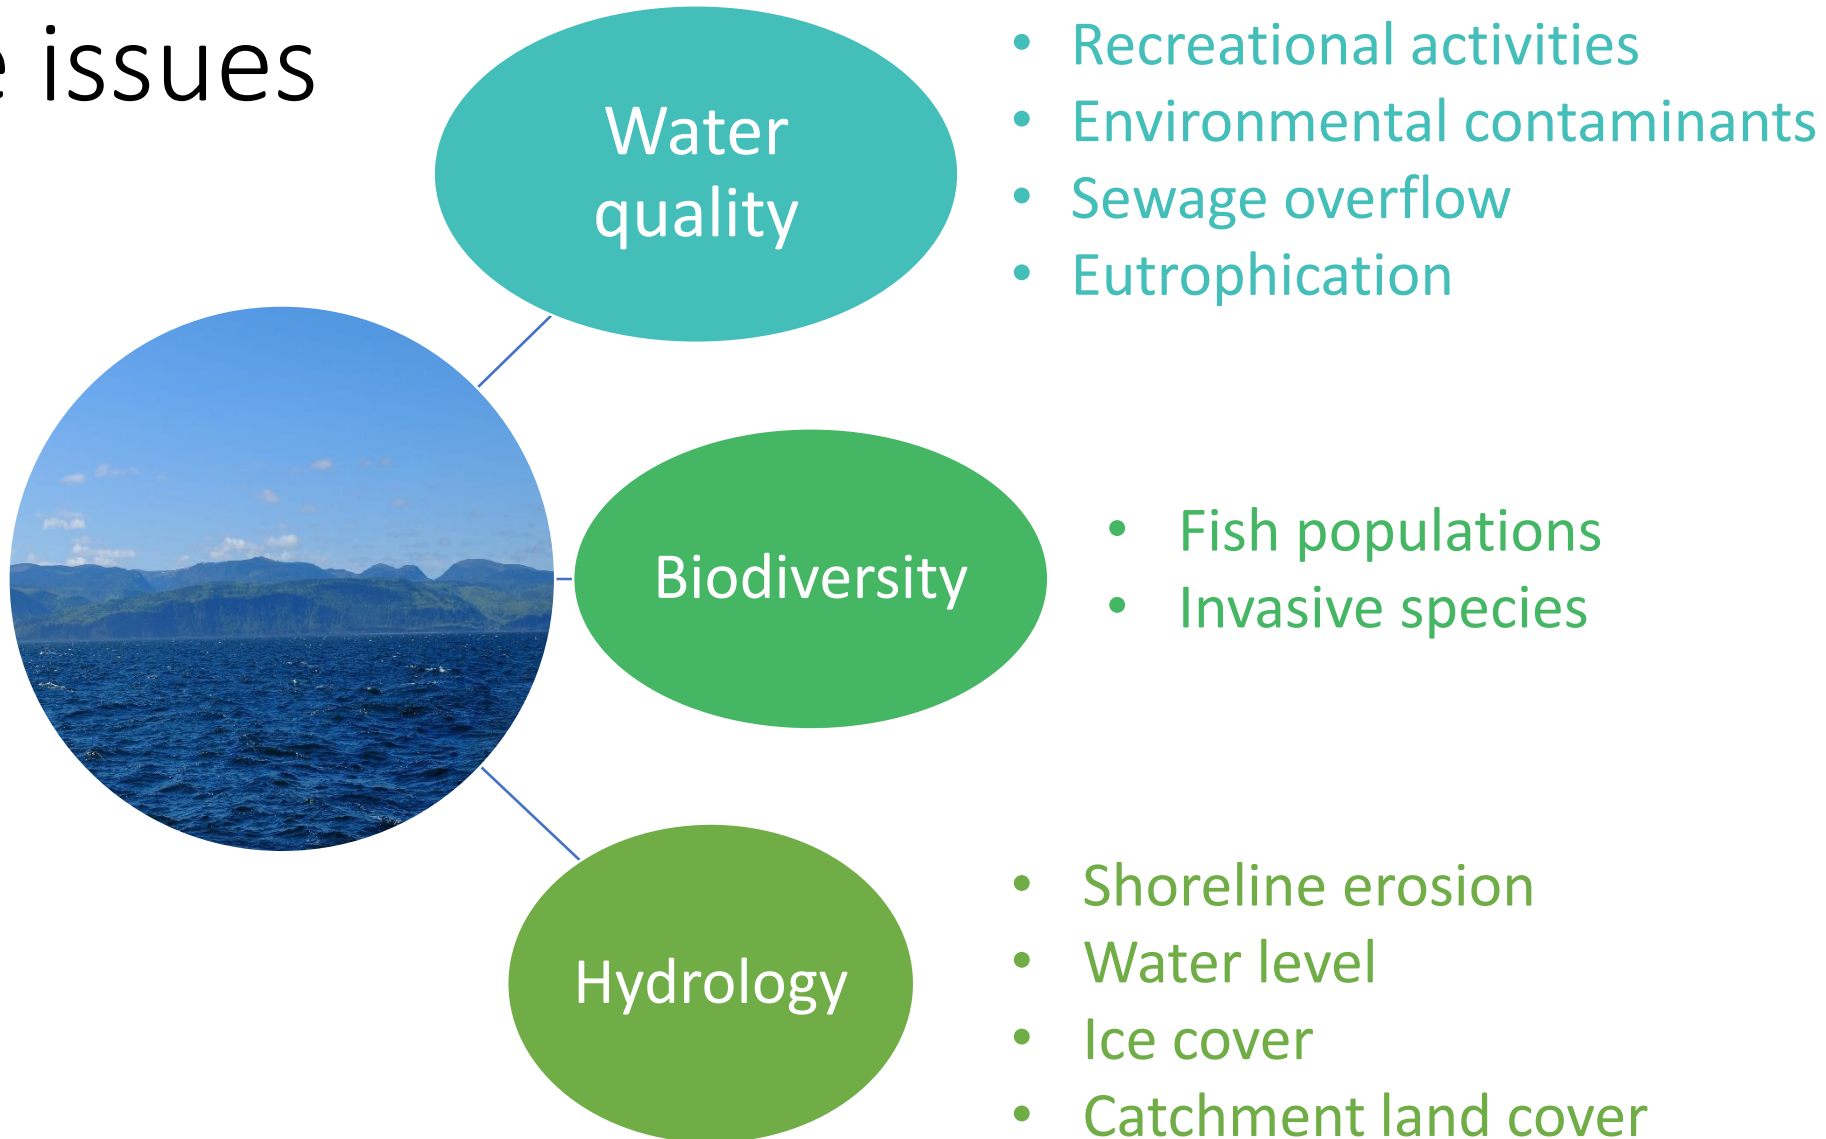 e issues
Water
quality
• Recreational activities
• Environmental contaminants
• Sewage overflow
• Eutrophication
Biodiversity
• Fish populations
• Invasive species
Hydrology
• Shoreline erosion
• Water level
• Ice cover
• Catchment land cover